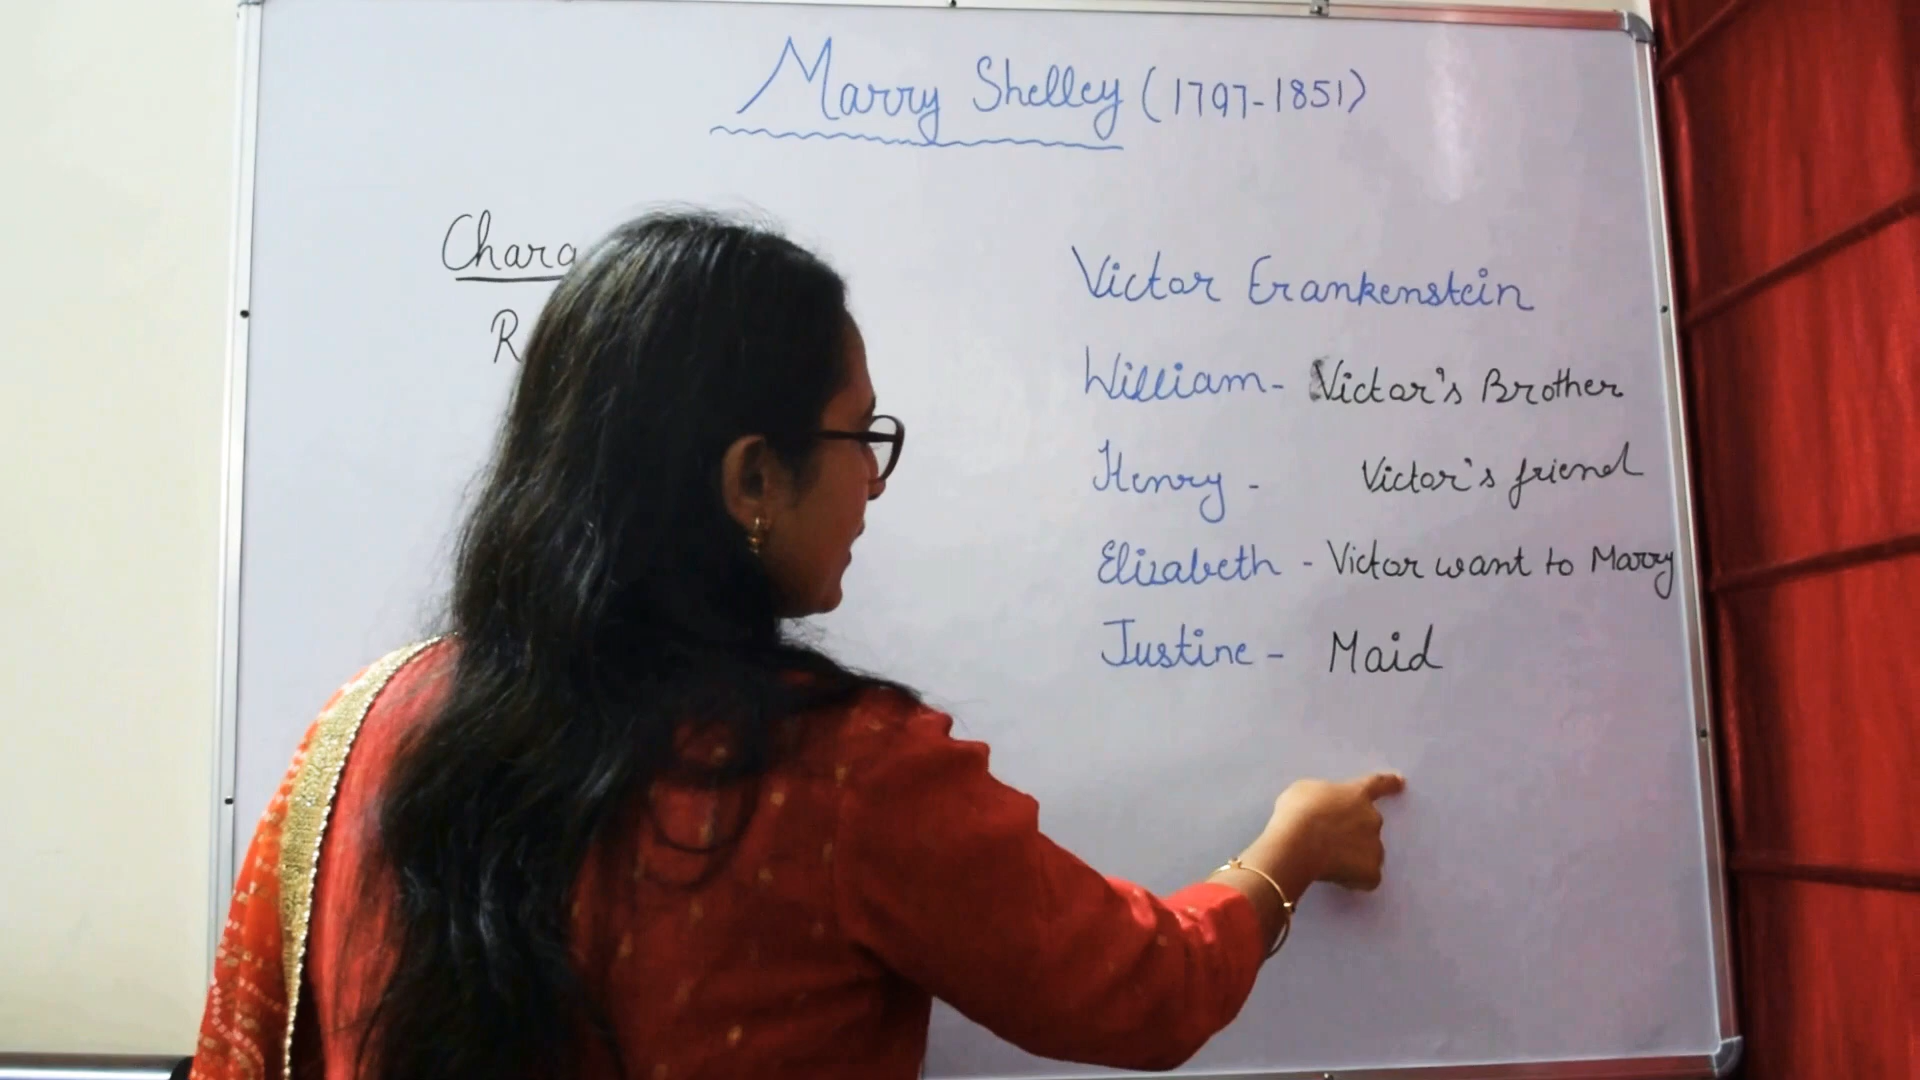 Marry Shelley (1797-1851)
Chara
R
Victor Frankenstein
William - Victor's Brother
Henry - Victor's friend
Elizabeth - Victor want to Marry
Justine - Maid